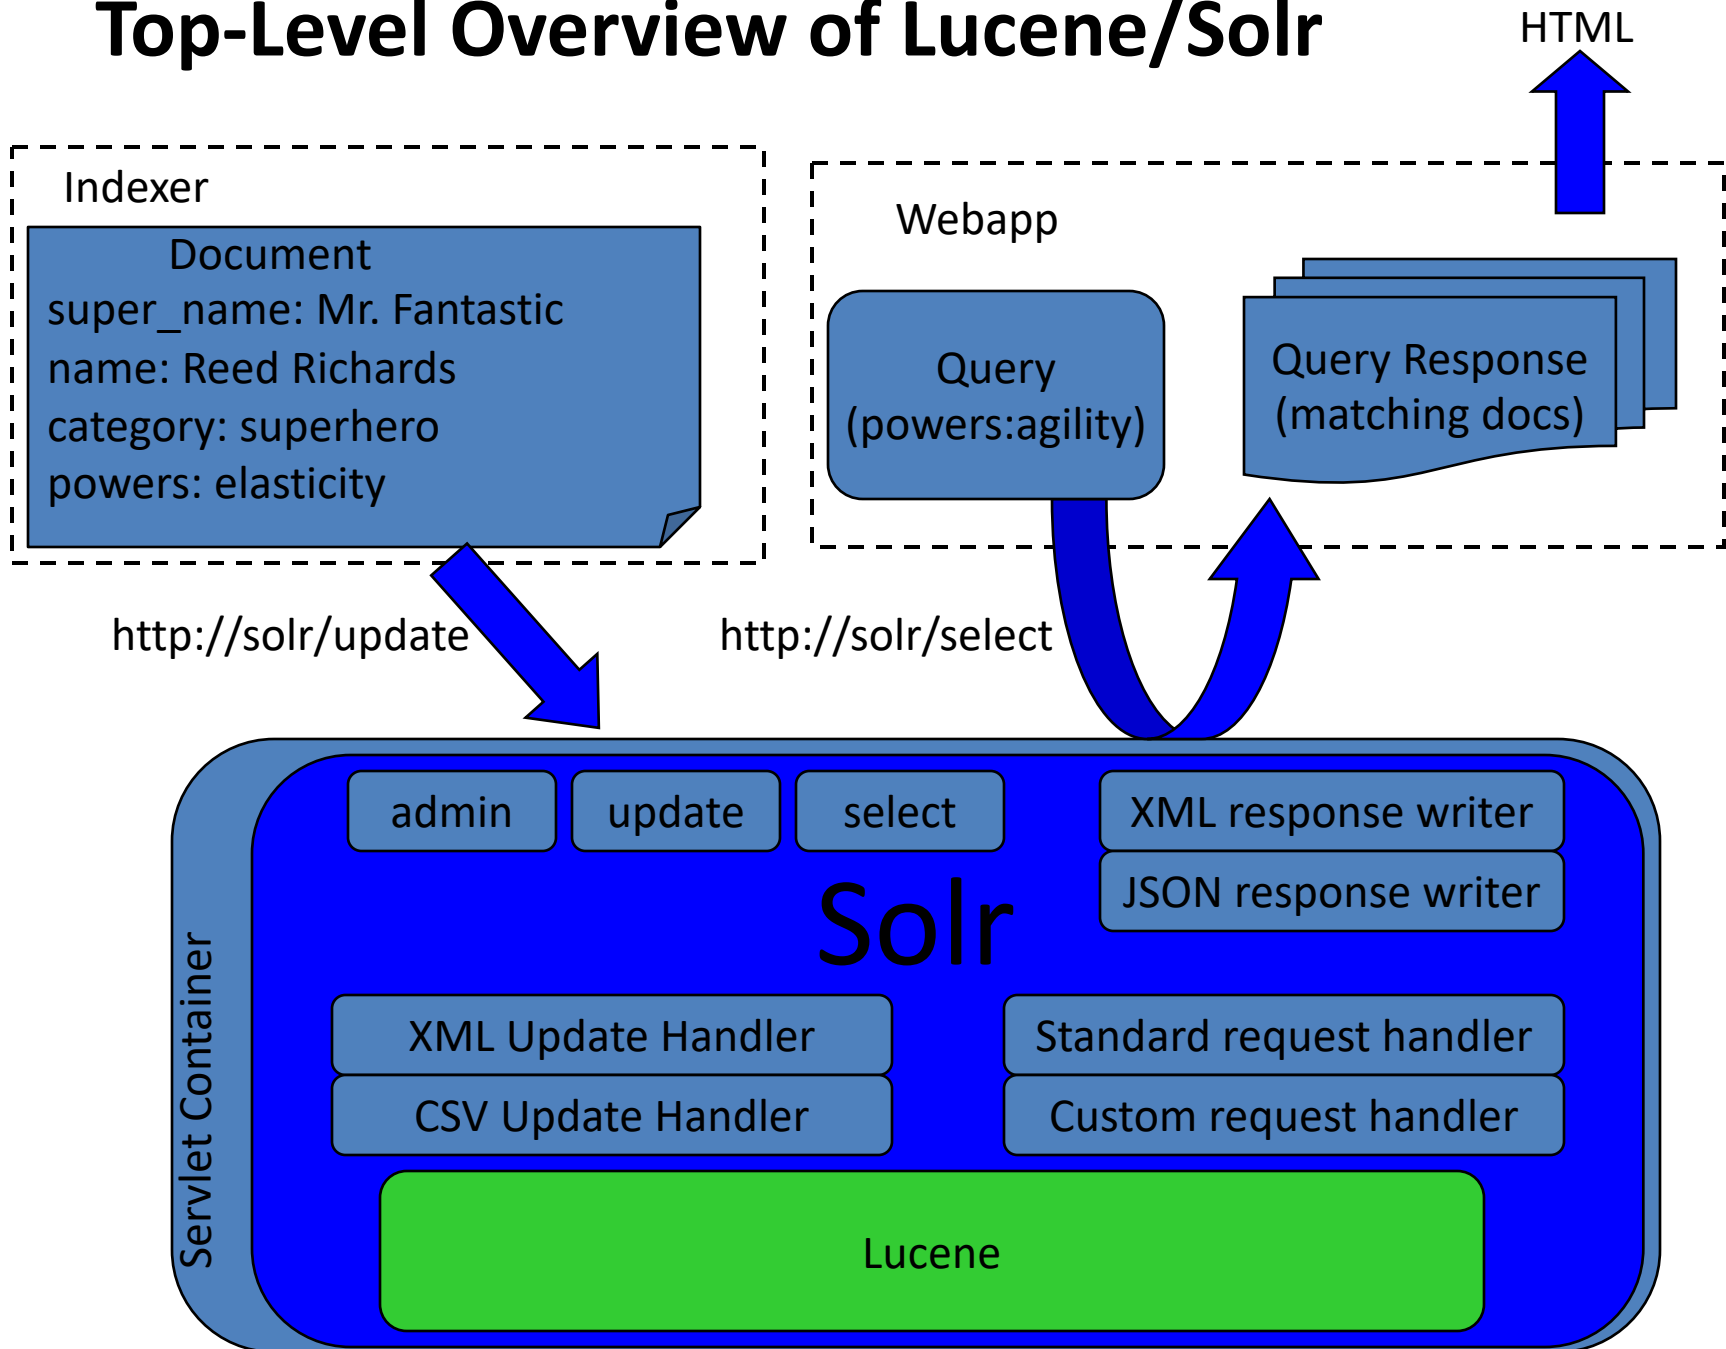 Top-Level Overview of Lucene/Solr
HTML
Indexer
Document
super_name: Mr. Fantastic
name: Reed Richards
category: superhero
powers: elasticity
Webapp
Query
(powers:agility)
Query Response
(matching docs)
http://solr/update
http://solr/select
admin
update
select
XML response writer
JSON response writer
Solr
Servlet Container
XML Update Handler
CSV Update Handler
Standard request handler
Custom request handler
Lucene